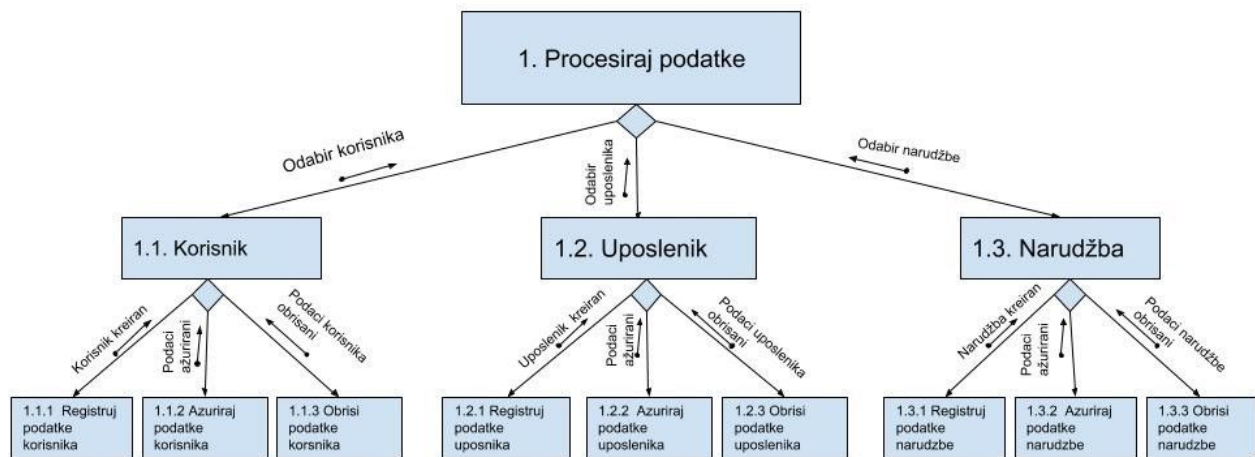 1. Procesiraj podatke
Odabir korisnika
Odabir
uposlenika
Odabir narudžbe
1.1. Korisnik
1.2. Uposlenik
1.3. Narudžba
Korisnik kreiran
Podaci
ažurirani
Podaci korisnika
obrisani
Uposlenik kreiran
Podaci
ažurirani
Podaci uposlenika
obrisani
Narudžba kreiran
Podaci
ažurirani
Podaci narudžbe
obrisani
1.1.1 Registruj
podatke
korisnika
1.1.2 Azuriraj
podatke
korisnika
1.1.3 Obrisi
podatke
korsnika
1.2.1 Registruj
podatke
uposnika
1.2.2 Azuriraj
podatke
uposlenika
1.2.3 Obrisi
podatke
uposlenika
1.3.1 Registruj
podatke
narudzbe
1.3.2 Azuriraj
podatke
narudzbe
1.3.3 Obrisi
podatke
narudzbe